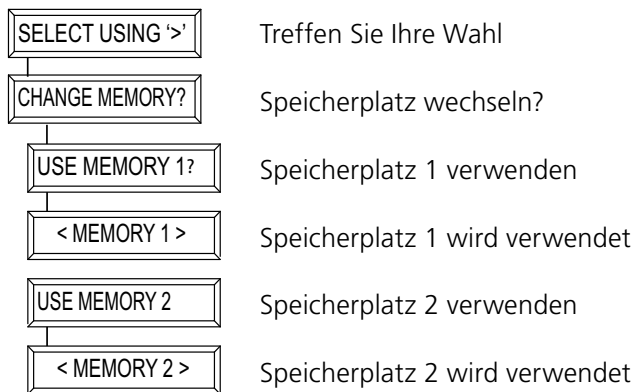 SELECT USING ‘>’ Treffen Sie Ihre Wahl
CHANGE MEMORY? Speicherplatz wechseln?
USE MEMORY 1? Speicherplatz 1 verwenden
< MEMORY 1 > Speicherplatz 1 wird verwendet
USE MEMORY 2 Speicherplatz 2 verwenden
< MEMORY 2 > Speicherplatz 2 wird verwendet